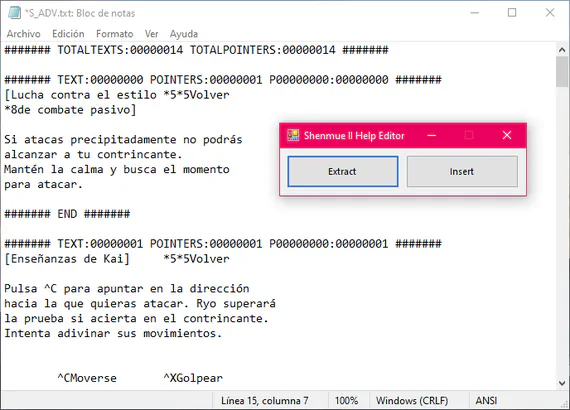 *S_ADV.txt: Bloc de notas
Archivo Edición Formato Ver Ayuda
####### TOTALTEXTS:00000014 TOTALPOINTERS:00000014 #######
####### TEXT:00000000 POINTERS:00000001 P00000000:00000000 #######
[Lucha contra el estilo *5*5Volver
*8de combate pasivo]
Si atacas precipitadamente no podrás
alcanzar a tu contrincante.
Mantén la calma y busca el momento
para atacar.
####### END #######
####### TEXT:00000001 POINTERS:00000001 P00000000:00000001 #######
[Enseñanzas de Kai]     *5*5Volver
Pulsa ^C para apuntar en la dirección
hacia la que quieras atacar. Ryo superará
la prueba si acierta en el contrincante.
Intenta adivinar sus movimientos.
^CMoverse      ^XGolpear
Shenmue II Help Editor
Extract Insert
Línea 15, columna 7 100% Windows (CRLF) ANSI